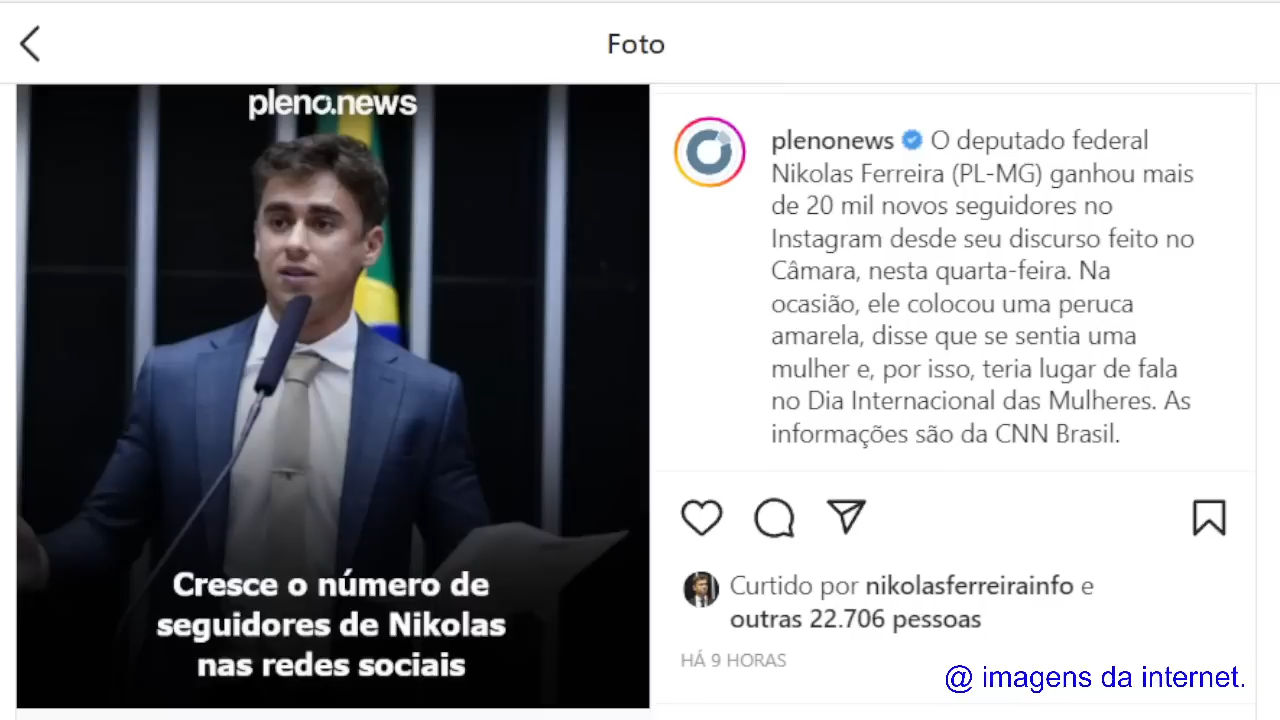 Foto
pleno.news
Cresce o número de
seguidores de Nikolas
nas redes sociais
plenonews O deputado federal
Nikolas Ferreira (PL-MG) ganhou mais
de 20 mil novos seguidores no
Instagram desde seu discurso feito no
Câmara, nesta quarta-feira. Na
ocasião, ele colocou uma peruca
amarela, disse que se sentia uma
mulher e, por isso, teria lugar de fala
no Dia Internacional das Mulheres. As
informações são da CNN Brasil.
Curtido por nikolasferreirainfo e
outras 22.706 pessoas
HÁ 9 HORAS
@ imagens da internet.